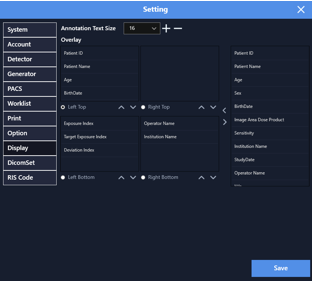 Setting
System
Account
Detector
Generator
PACS
Worklist
Print
Option
Display
DicomSet
RIS Code
Annotation Text Size 16
Overlay
Patient ID
Patient Name
Age
BirthDate
Left Top
Right Top
Exposure Index
Target Exposure Index
Deviation Index
Operator Name
Institution Name
Left Bottom
Right Bottom
Patient ID
Patient Name
Age
Sex
BirthDate
Image Area Dose Product
Sensitivity
Institution Name
StudyDate
Operator Name
Save